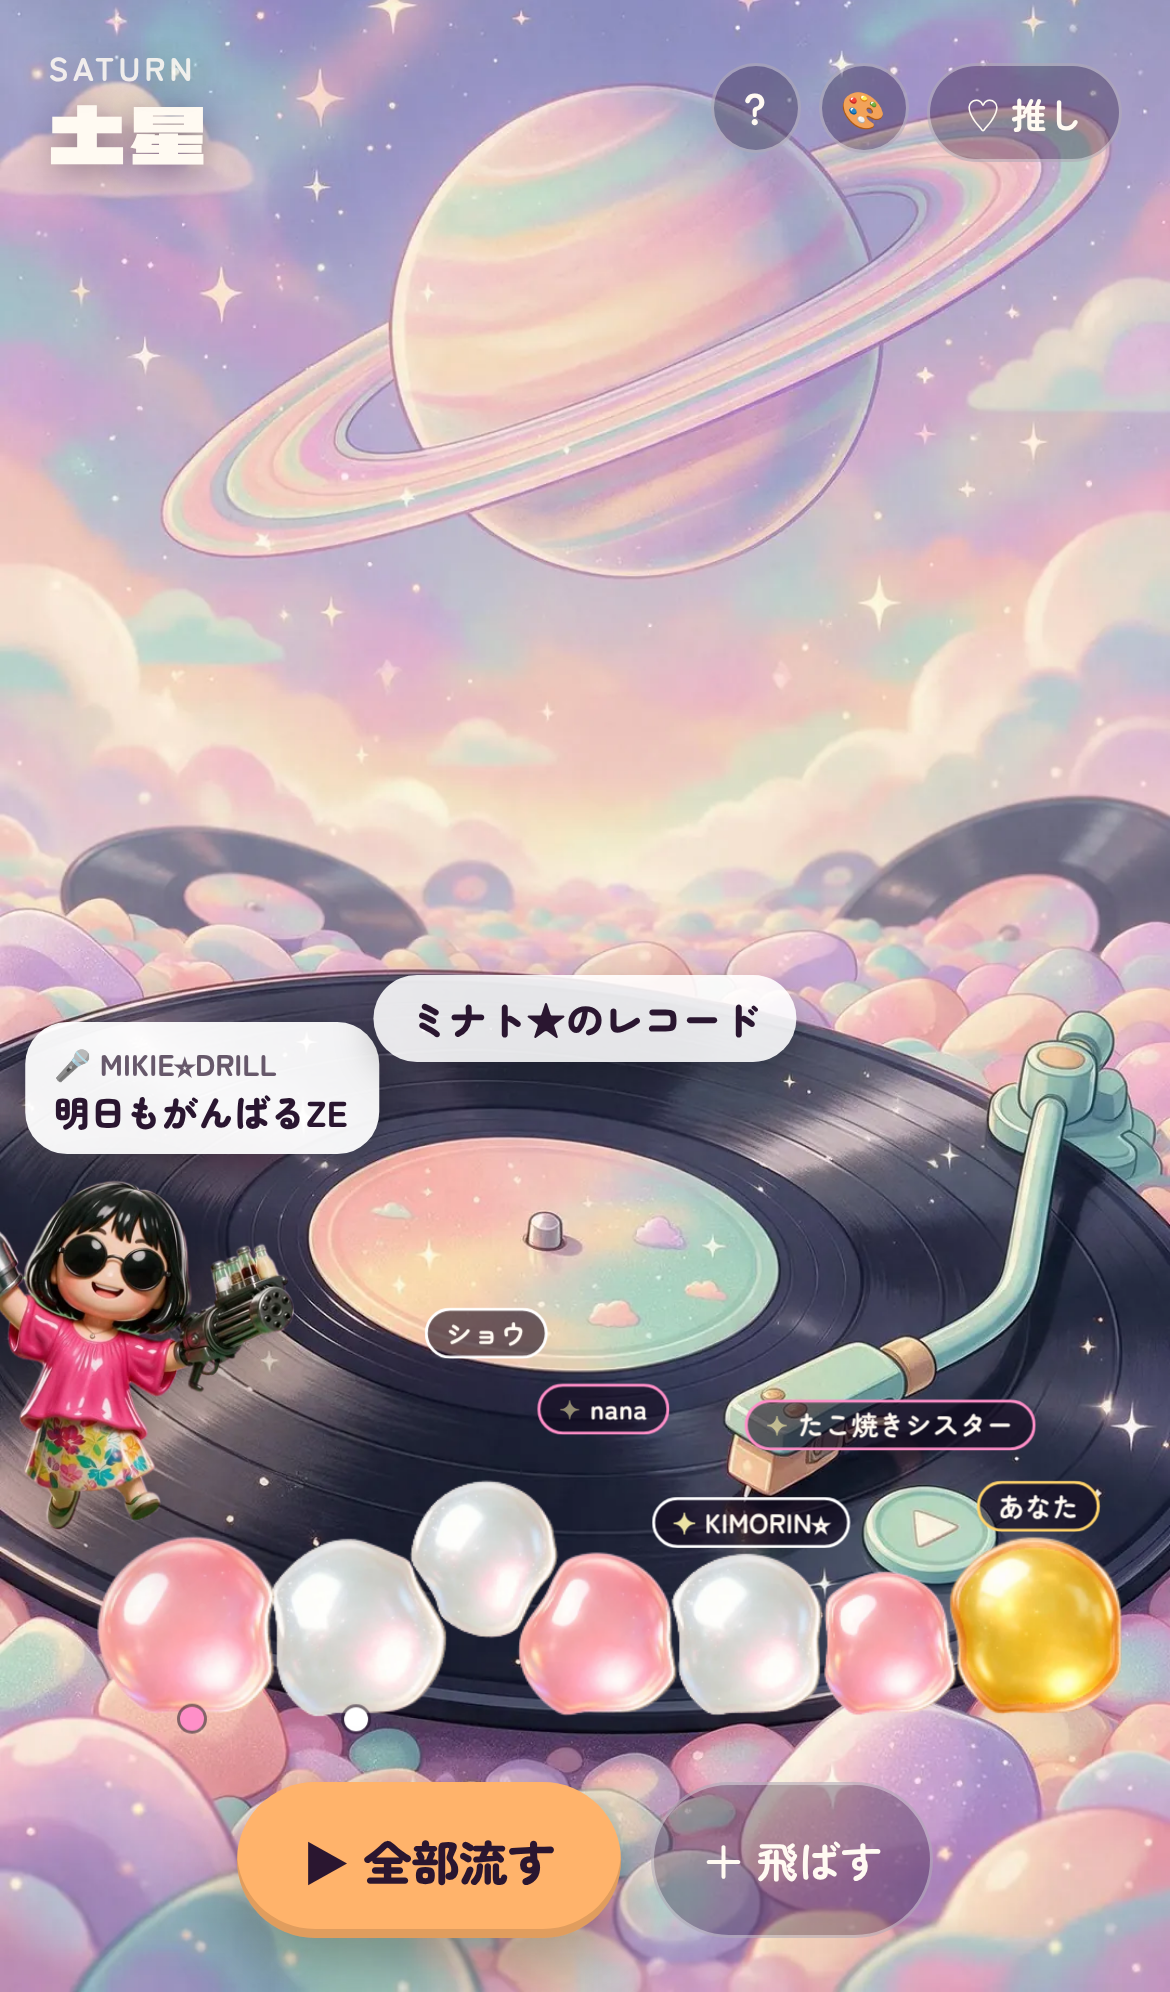 SATURN
土星
?
♡ 推し
ミナト★のレコード
🎤 MIKIE☆DRILL
明日もがんばるZE
ショウ
✦ nana
✦ たこ焼きシスター
✦ KIMORIN☆
あなた
▶ 全部流す
＋ 飛ばす